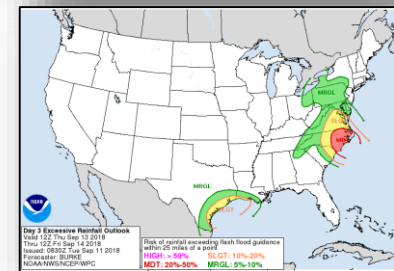 MRGL
SLGT
MDT
MRGL
SLGT
NOAA
Day 3 Excessive Rainfall Outlook
Valid 12Z Thu Sep 13 2018
Thru 12Z Fri Sep 14 2018
Issued: 0830Z Tue Sep 11 2018
Forecaster: BURKE
NOAA/NWS/NCEP/WPC
Risk of rainfall exceeding flash flood guidance
within 25 miles of a point
HIGH: > 50% SLGT: 10%-20%
MDT: 20%-50% MRGL: 5%-10%